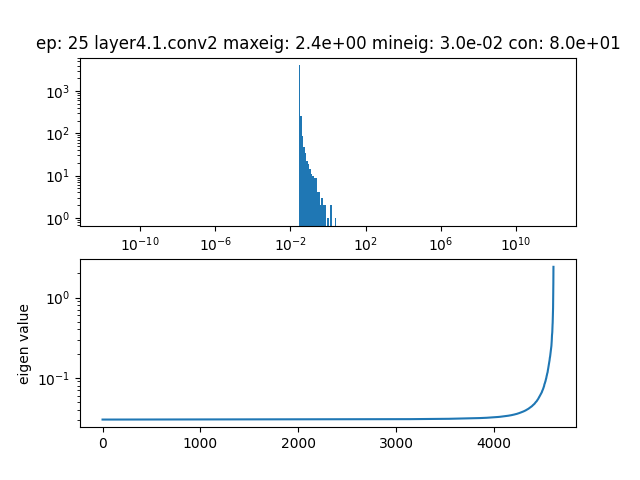 ep: 25 layer4.1.conv2 maxeig: 2.4e+00 mineig: 3.0e-02 con: 8.0e+01
10³
10²
10¹
10⁰
10⁻¹⁰ 10⁻⁶ 10⁻² 10² 10⁶ 10¹⁰
eigen value
10⁰
10⁻¹
0 1000 2000 3000 4000